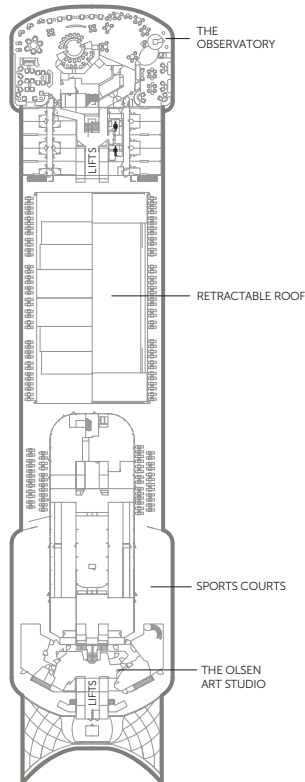 THE
OBSERVATORY
LIFTS
RETRACTABLE ROOF
SPORTS COURTS
THE OLSEN
ART STUDIO
LIFTS